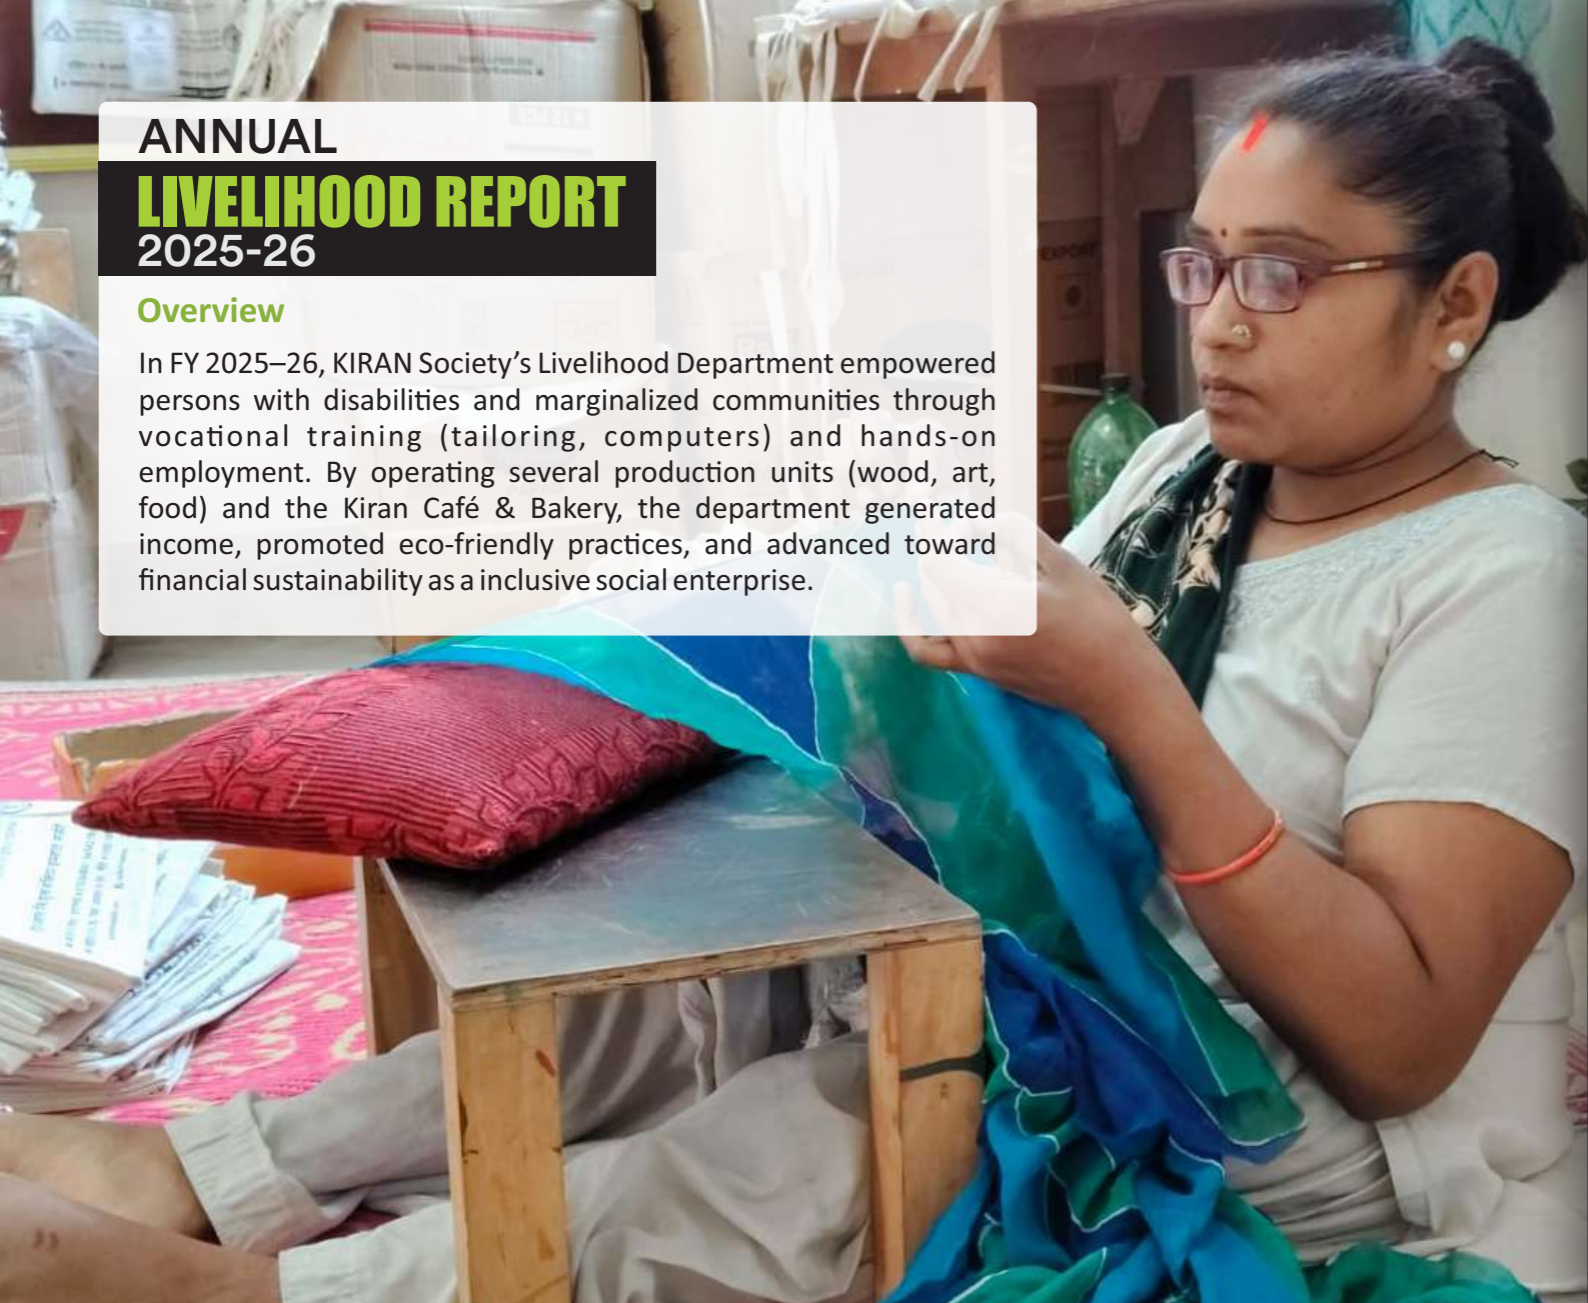 ANNUAL
LIVELIHOOD REPORT
2025-26
Overview
In FY 2025–26, KIRAN Society’s Livelihood Department empowered
persons with disabilities and marginalized communities through
vocational training (tailoring, computers) and hands-on
employment. By operating several production units (wood, art,
food) and the Kiran Café & Bakery, the department generated
income, promoted eco-friendly practices, and advanced toward
financial sustainability as a inclusive social enterprise.
EXPORT